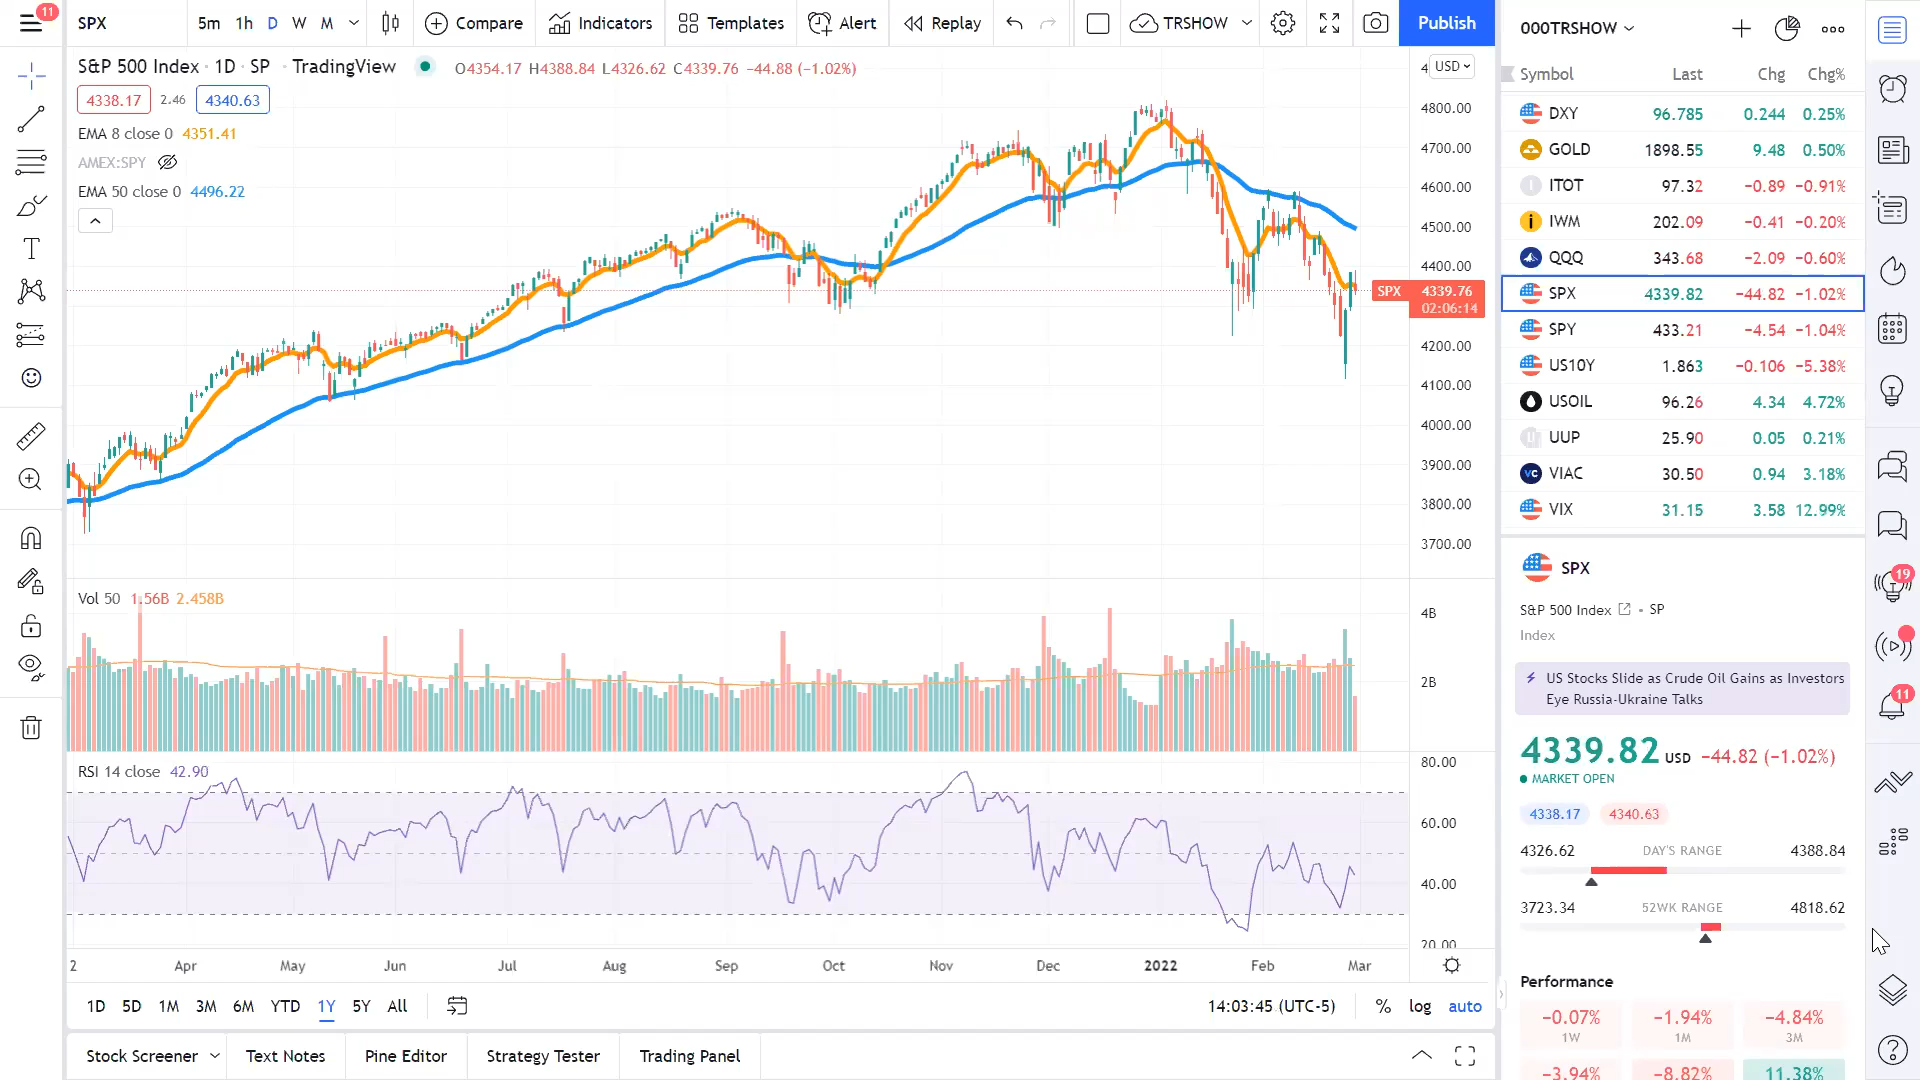 11
SPX
5m 1h D W M
Compare
Indicators
Templates
Alert
Replay
TRSHOW
Publish
S&P 500 Index · 1D · SP · TradingView
O4354.17 H4388.84 L4326.62 C4339.76 −44.88 (−1.02%)
4338.17 2.46 4340.63
EMA 8 close 0 4351.41
AMEX:SPY
EMA 50 close 0 4496.22
USD
4800.00
4700.00
4600.00
4500.00
4400.00
SPX 4339.76
02:06:14
4200.00
4100.00
4000.00
3900.00
3800.00
3700.00
Vol 50 1.56B 2.458B
4B
2B
RSI 14 close 42.90
80.00
60.00
40.00
20.00
2 Apr May Jun Jul Aug Sep Oct Nov Dec 2022 Feb Mar
1D 5D 1M 3M 6M YTD 1Y 5Y All
14:03:45 (UTC-5) % log auto
Stock Screener Text Notes Pine Editor Strategy Tester Trading Panel
000TRSHOW
Symbol Last Chg Chg%
DXY 96.785 0.244 0.25%
GOLD 1898.55 9.48 0.50%
ITOT 97.32 −0.89 −0.91%
IWM 202.09 −0.41 −0.20%
QQQ 343.68 −2.09 −0.60%
SPX 4339.82 −44.82 −1.02%
SPY 433.21 −4.54 −1.04%
US10Y 1.863 −0.106 −5.38%
USOIL 96.26 4.34 4.72%
UUP 25.90 0.05 0.21%
VIAC 30.50 0.94 3.18%
VIX 31.15 3.58 12.99%
SPX
S&P 500 Index · SP
Index
US Stocks Slide as Crude Oil Gains as Investors
Eye Russia-Ukraine Talks
4339.82 USD −44.82 (−1.02%)
MARKET OPEN
4338.17 4340.63
4326.62 DAY'S RANGE 4388.84
3723.34 52WK RANGE 4818.62
Performance
−0.07% −1.94% −4.84%
1W 1M 3M
−3.94% −8.82% 11.38%
19
11